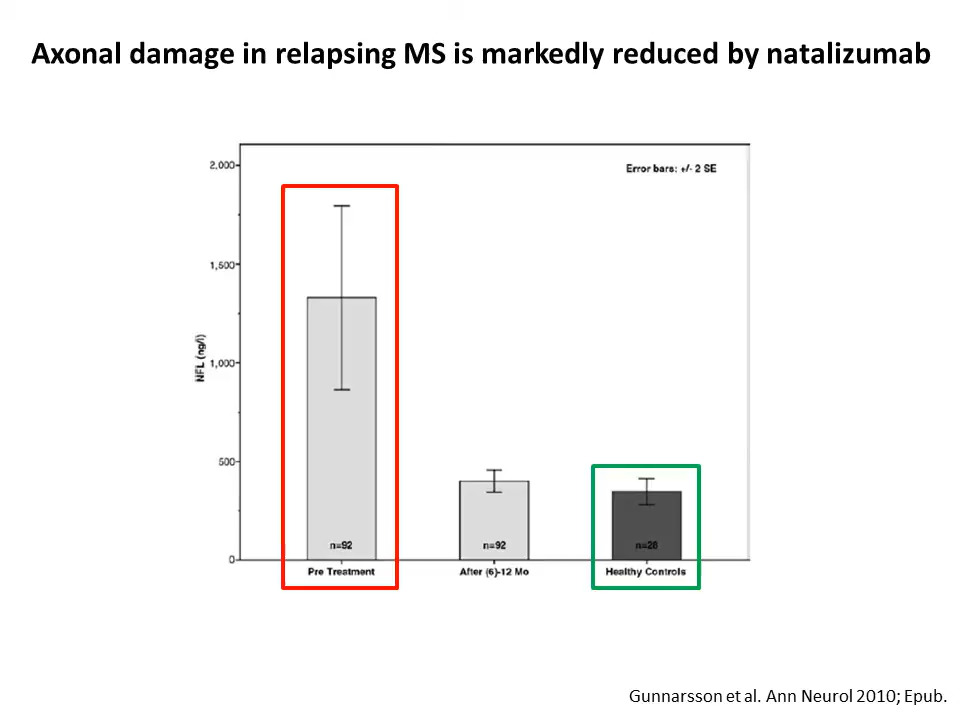 Axonal damage in relapsing MS is markedly reduced by natalizumab
Error bars: +/- 2 SE
2,000
1,500
1,000
500
0
NFL (ng/l)
n=92
n=92
n=28
Pre Treatment
After (6)-12 Mo
Healthy Controls
Gunnarsson et al. Ann Neurol 2010; Epub.